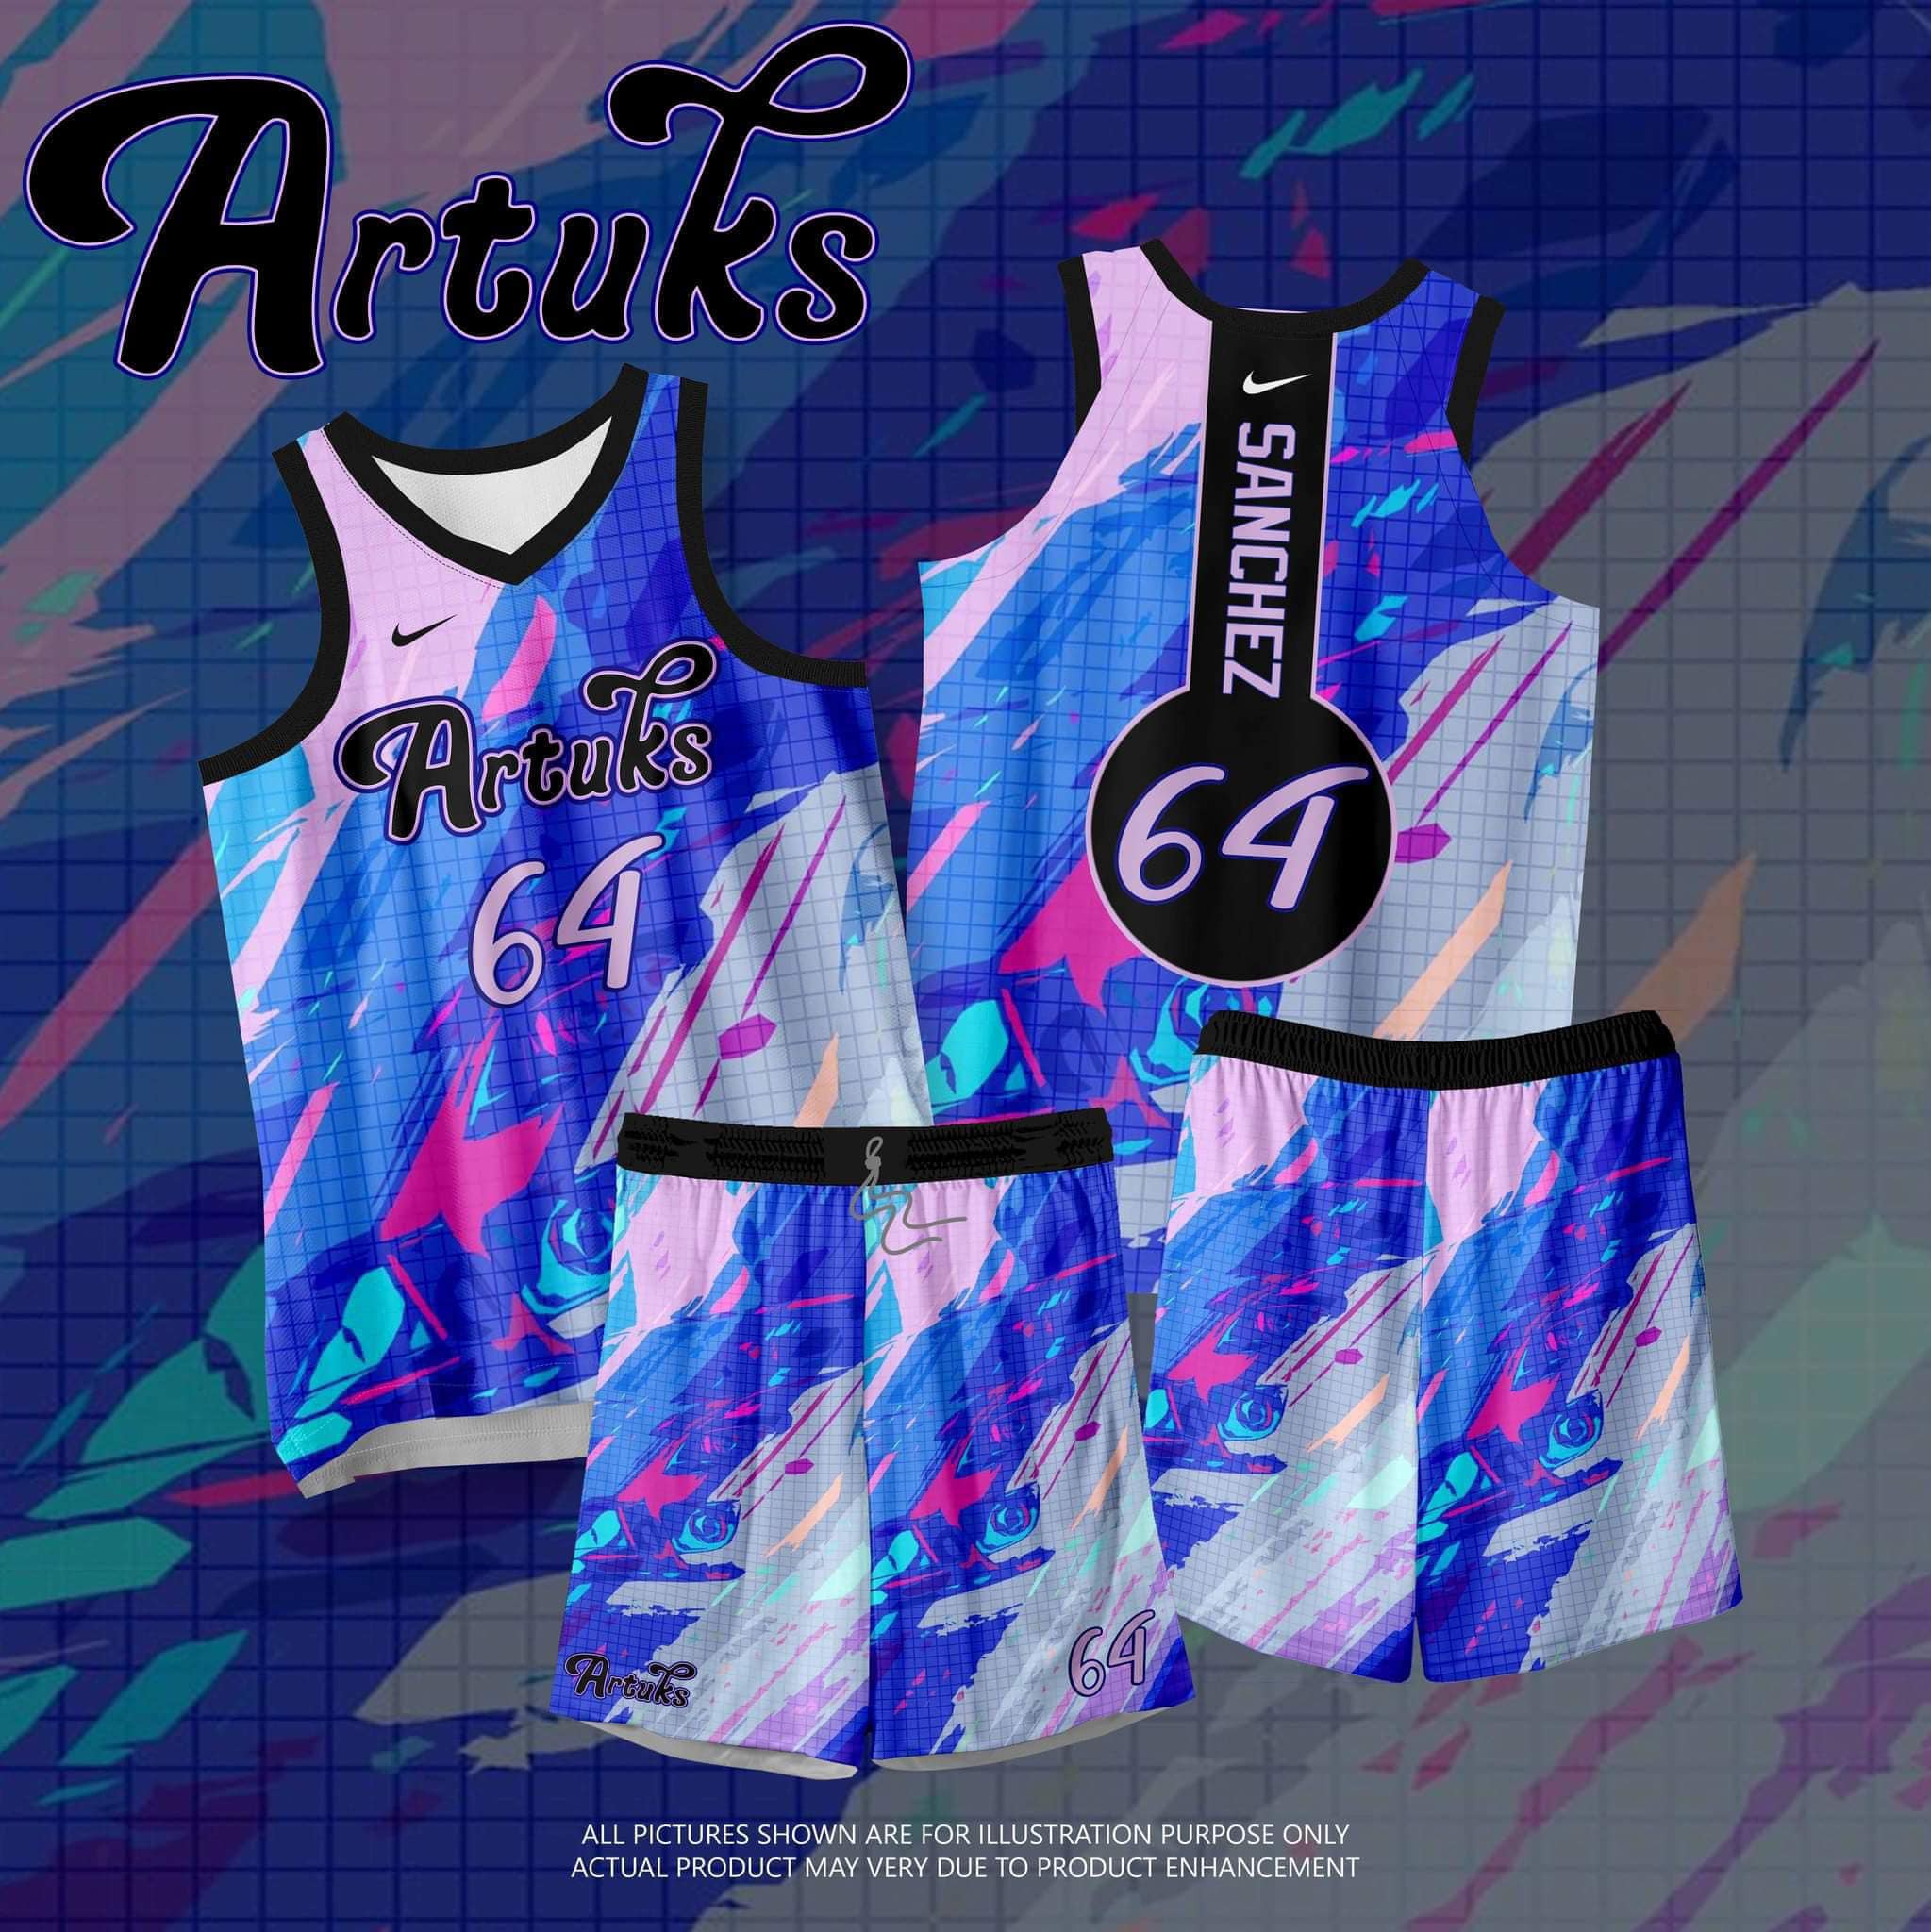 Artuks
SANCHEZ
64
Artuks
64
Artuks
64
ALL PICTURES SHOWN ARE FOR ILLUSTRATION PURPOSE ONLY
ACTUAL PRODUCT MAY VERY DUE TO PRODUCT ENHANCEMENT